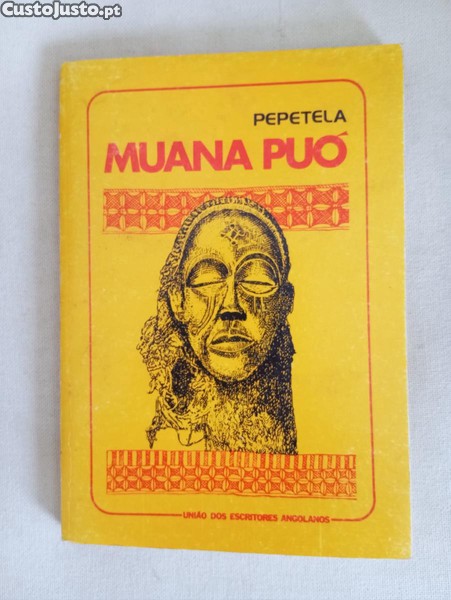 CustoJusto.pt
PEPETELA
MUANA PUÓ
UNIÃO DOS ESCRITORES ANGOLANOS